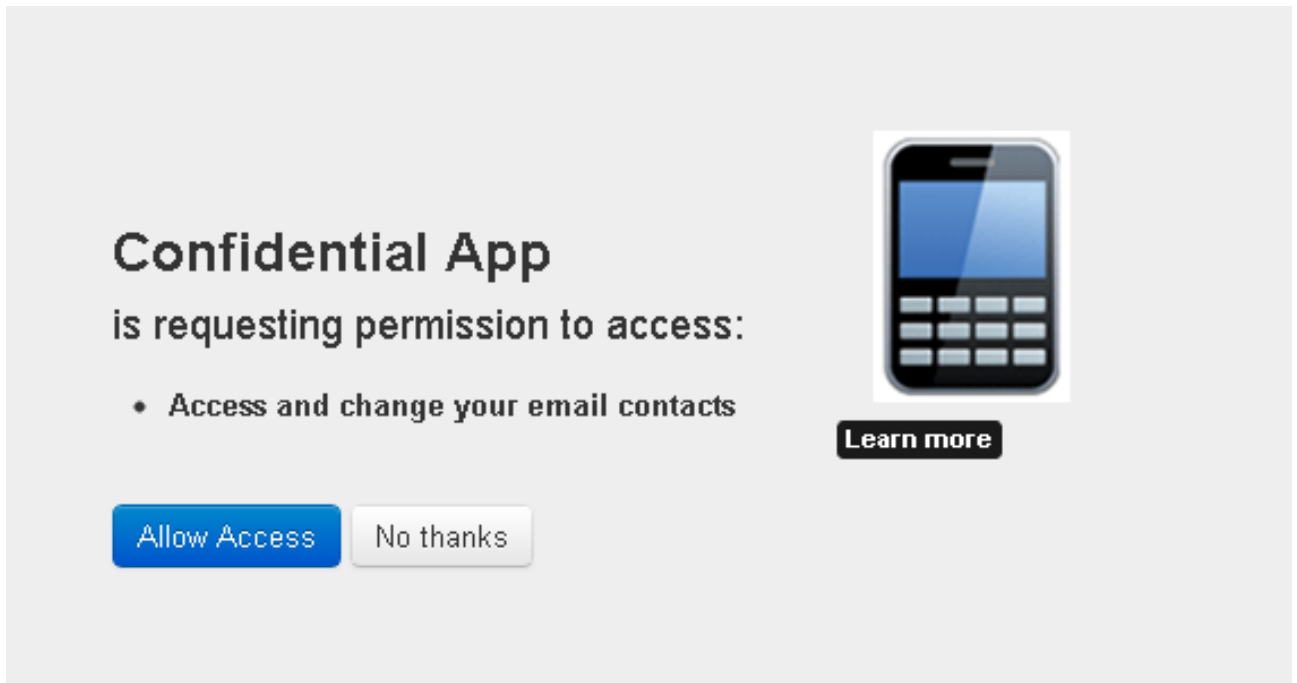 Confidential App
is requesting permission to access:
• Access and change your email contacts
Learn more
Allow Access
No thanks